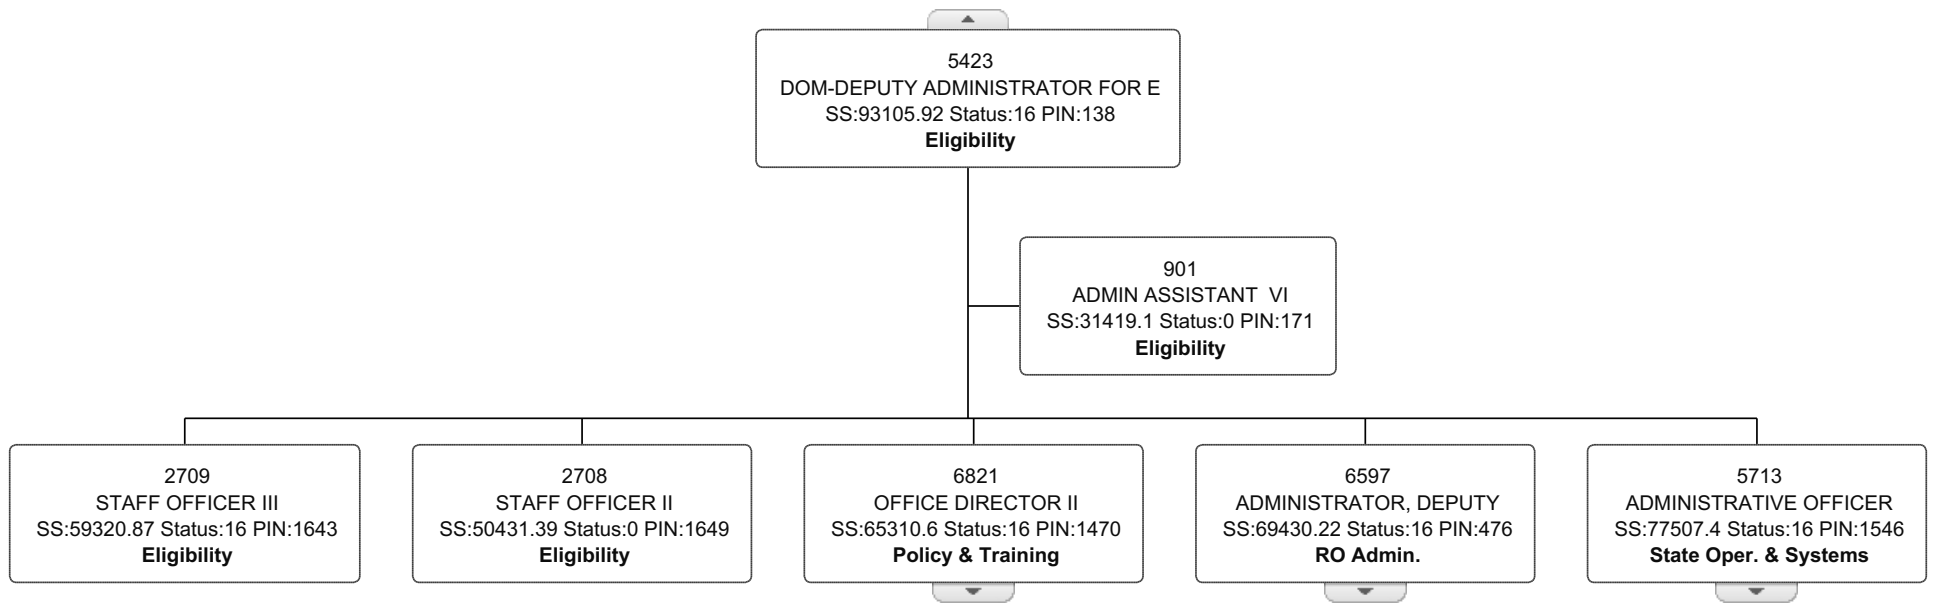 5423
DOM-DEPUTY ADMINISTRATOR FOR E
SS:93105.92 Status:16 PIN:138
Eligibility
901
ADMIN ASSISTANT  VI
SS:31419.1 Status:0 PIN:171
Eligibility
2709
STAFF OFFICER III
SS:59320.87 Status:16 PIN:1643
Eligibility
2708
STAFF OFFICER II
SS:50431.39 Status:0 PIN:1649
Eligibility
6821
OFFICE DIRECTOR II
SS:65310.6 Status:16 PIN:1470
Policy & Training
6597
ADMINISTRATOR, DEPUTY
SS:69430.22 Status:16 PIN:476
RO Admin.
5713
ADMINISTRATIVE OFFICER
SS:77507.4 Status:16 PIN:1546
State Oper. & Systems